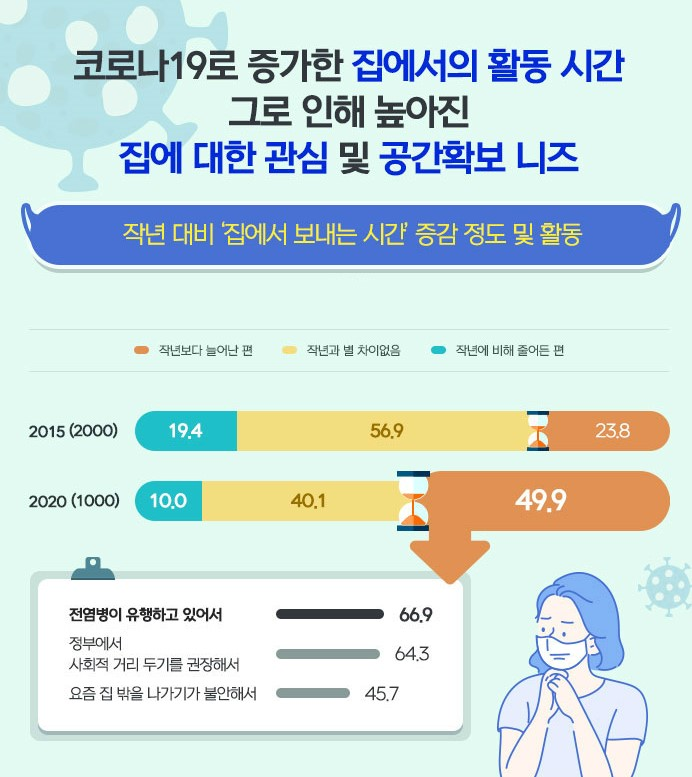 코로나19로 증가한 집에서의 활동 시간
그로 인해 높아진
집에 대한 관심 및 공간확보 니즈
작년 대비 ‘집에서 보내는 시간’ 증감 정도 및 활동
작년보다 늘어난 편 작년과 별 차이없음 작년에 비해 줄어든 편
2015 (2000) 19.4 56.9 23.8
2020 (1000) 10.0 40.1 49.9
전염병이 유행하고 있어서 66.9
정부에서
사회적 거리 두기를 권장해서 64.3
요즘 집 밖을 나가기가 불안해서 45.7